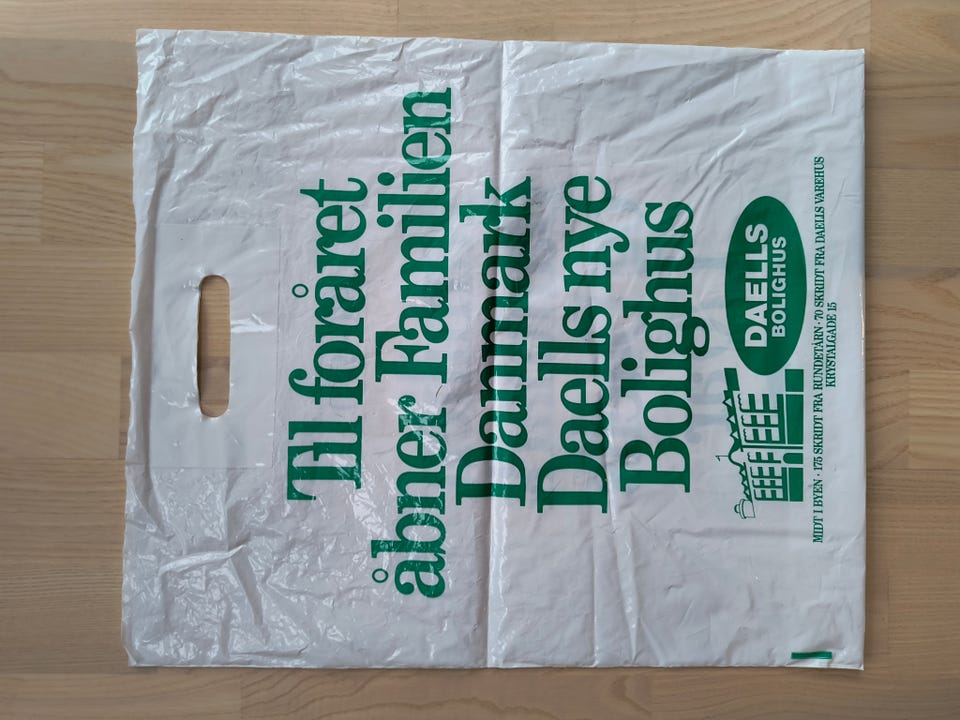 Til foråret
åbner Familien
Danmark
Daells nye
Bolighus
DAELLS
BOLIGHUS
MIDT I BYEN · 175 SKRIDT FRA RUNDETÅRN · 70 SKRIDT FRA DAELLS VAREHUS
KRYSTALGADE 15